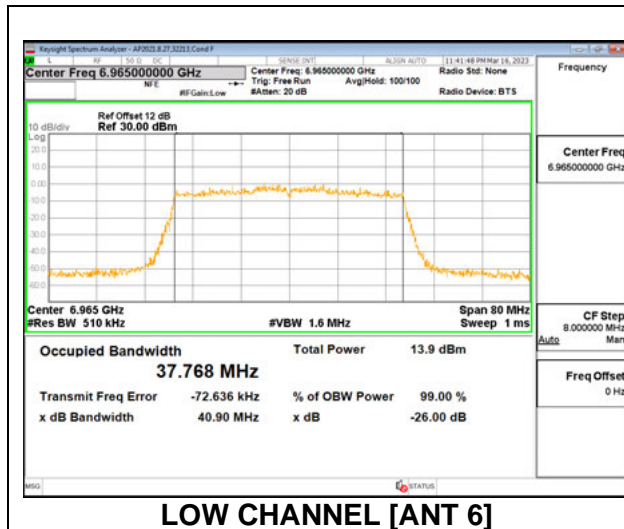 Keysight Spectrum Analyzer - AP2021.8.27,32213,Cond F
L RF 50 Ω DC SENSE:INT ALIGN AUTO 11:41:48 PM Mar 16, 2023
Center Freq 6.965000000 GHz Center Freq: 6.965000000 GHz Radio Std: None Frequency
NFE Trig: Free Run Avg|Hold: 100/100
#IFGain:Low #Atten: 20 dB Radio Device: BTS
Ref Offset 12 dB
10 dB/div Ref 30.00 dBm
Log
20.0
10.0
0.00
-10.0
-20.0
-30.0
-40.0
-50.0
-60.0
Center Freq
6.965000000 GHz
Center 6.965 GHz Span 80 MHz
#Res BW 510 kHz #VBW 1.6 MHz Sweep 1 ms
CF Step
8.000000 MHz
Auto Man
Occupied Bandwidth Total Power 13.9 dBm
37.768 MHz
Transmit Freq Error -72.636 kHz % of OBW Power 99.00 %
x dB Bandwidth 40.90 MHz x dB -26.00 dB
Freq Offset
0 Hz
MSG STATUS
LOW CHANNEL [ANT 6]